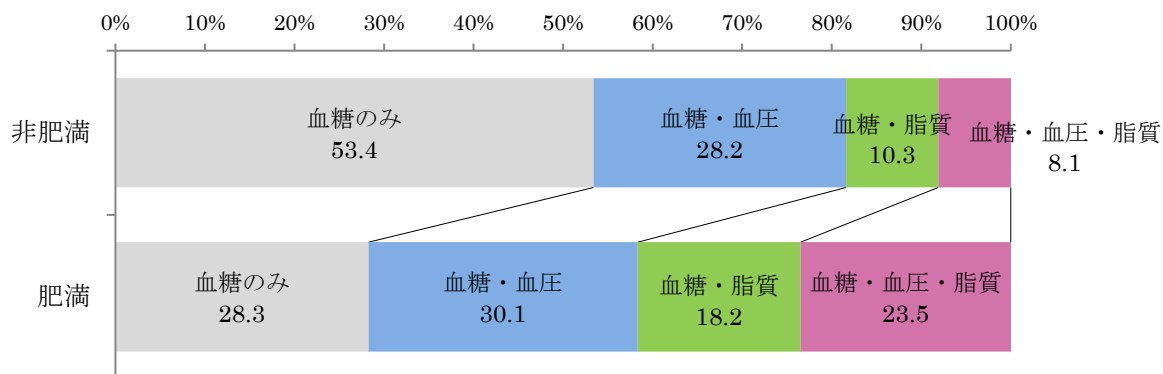 0% 10% 20% 30% 40% 50% 60% 70% 80% 90% 100%
非肥満
血糖のみ
53.4
血糖・血圧
28.2
血糖・脂質
10.3
血糖・血圧・脂質
8.1
肥満
血糖のみ
28.3
血糖・血圧
30.1
血糖・脂質
18.2
血糖・血圧・脂質
23.5